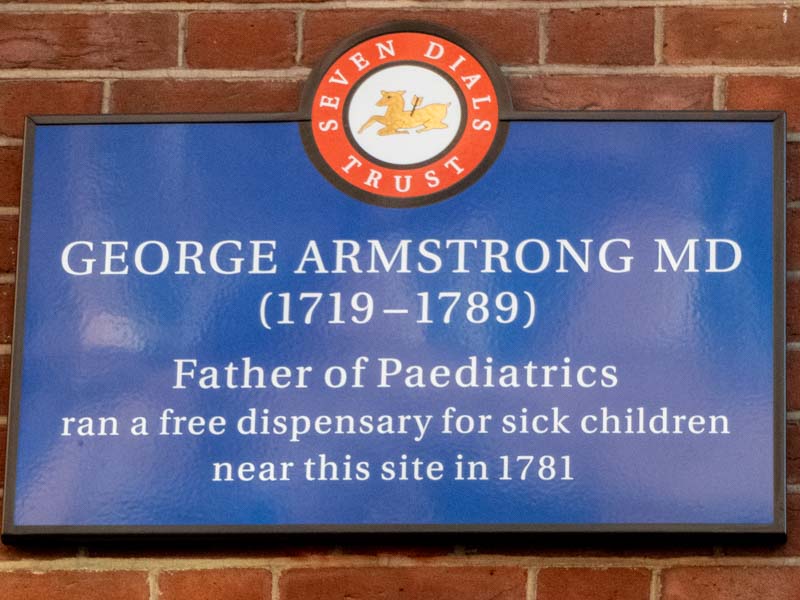 SEVEN DIALS
TRUST
GEORGE ARMSTRONG MD
(1719–1789)
Father of Paediatrics
ran a free dispensary for sick children
near this site in 1781